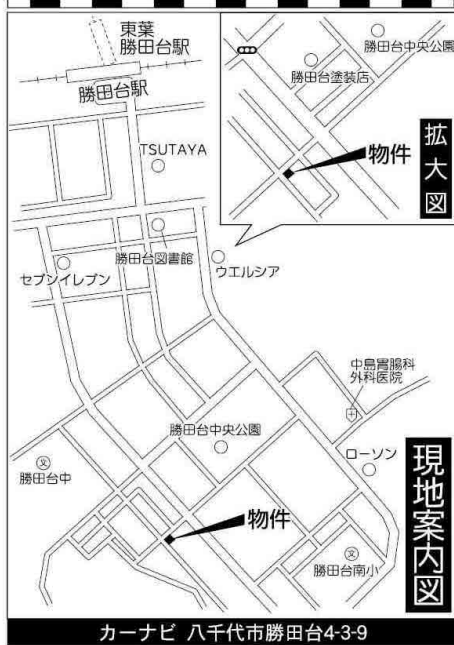 東葉
勝田台駅
勝田台駅
TSUTAYA
勝田台図書館
セブンイレブン
ウエルシア
勝田台中央公園
勝田台塗装店
物件
拡大図
中島胃腸科
外科医院
勝田台中央公園
ローソン
文
勝田台中
物件
文
勝田台南小
現地案内図
カーナビ 八千代市勝田台4-3-9